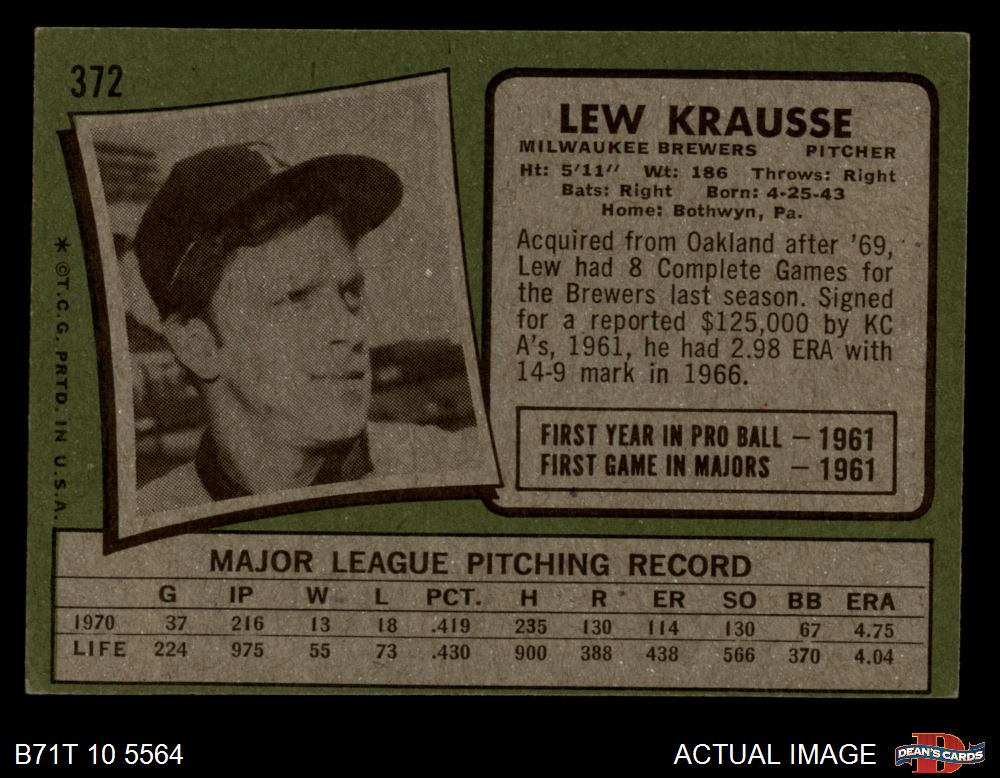 372
LEW KRAUSSE
MILWAUKEE BREWERS PITCHER
Ht: 5'11" Wt: 186 Throws: Right
Bats: Right Born: 4-25-43
Home: Bothwyn, Pa.
Acquired from Oakland after '69,
Lew had 8 Complete Games for
the Brewers last season. Signed
for a reported $125,000 by KC
A's, 1961, he had 2.98 ERA with
14-9 mark in 1966.
FIRST YEAR IN PRO BALL — 1961
FIRST GAME IN MAJORS — 1961
* ©T.C.G. PRTD. IN U.S.A.
MAJOR LEAGUE PITCHING RECORD
G IP W L PCT. H R ER SO BB ERA
1970 37 216 13 18 .419 235 130 114 130 67 4.75
LIFE 224 975 55 73 .430 900 388 438 566 370 4.04
B71T 10 5564
ACTUAL IMAGE
D
DEAN'S CARDS